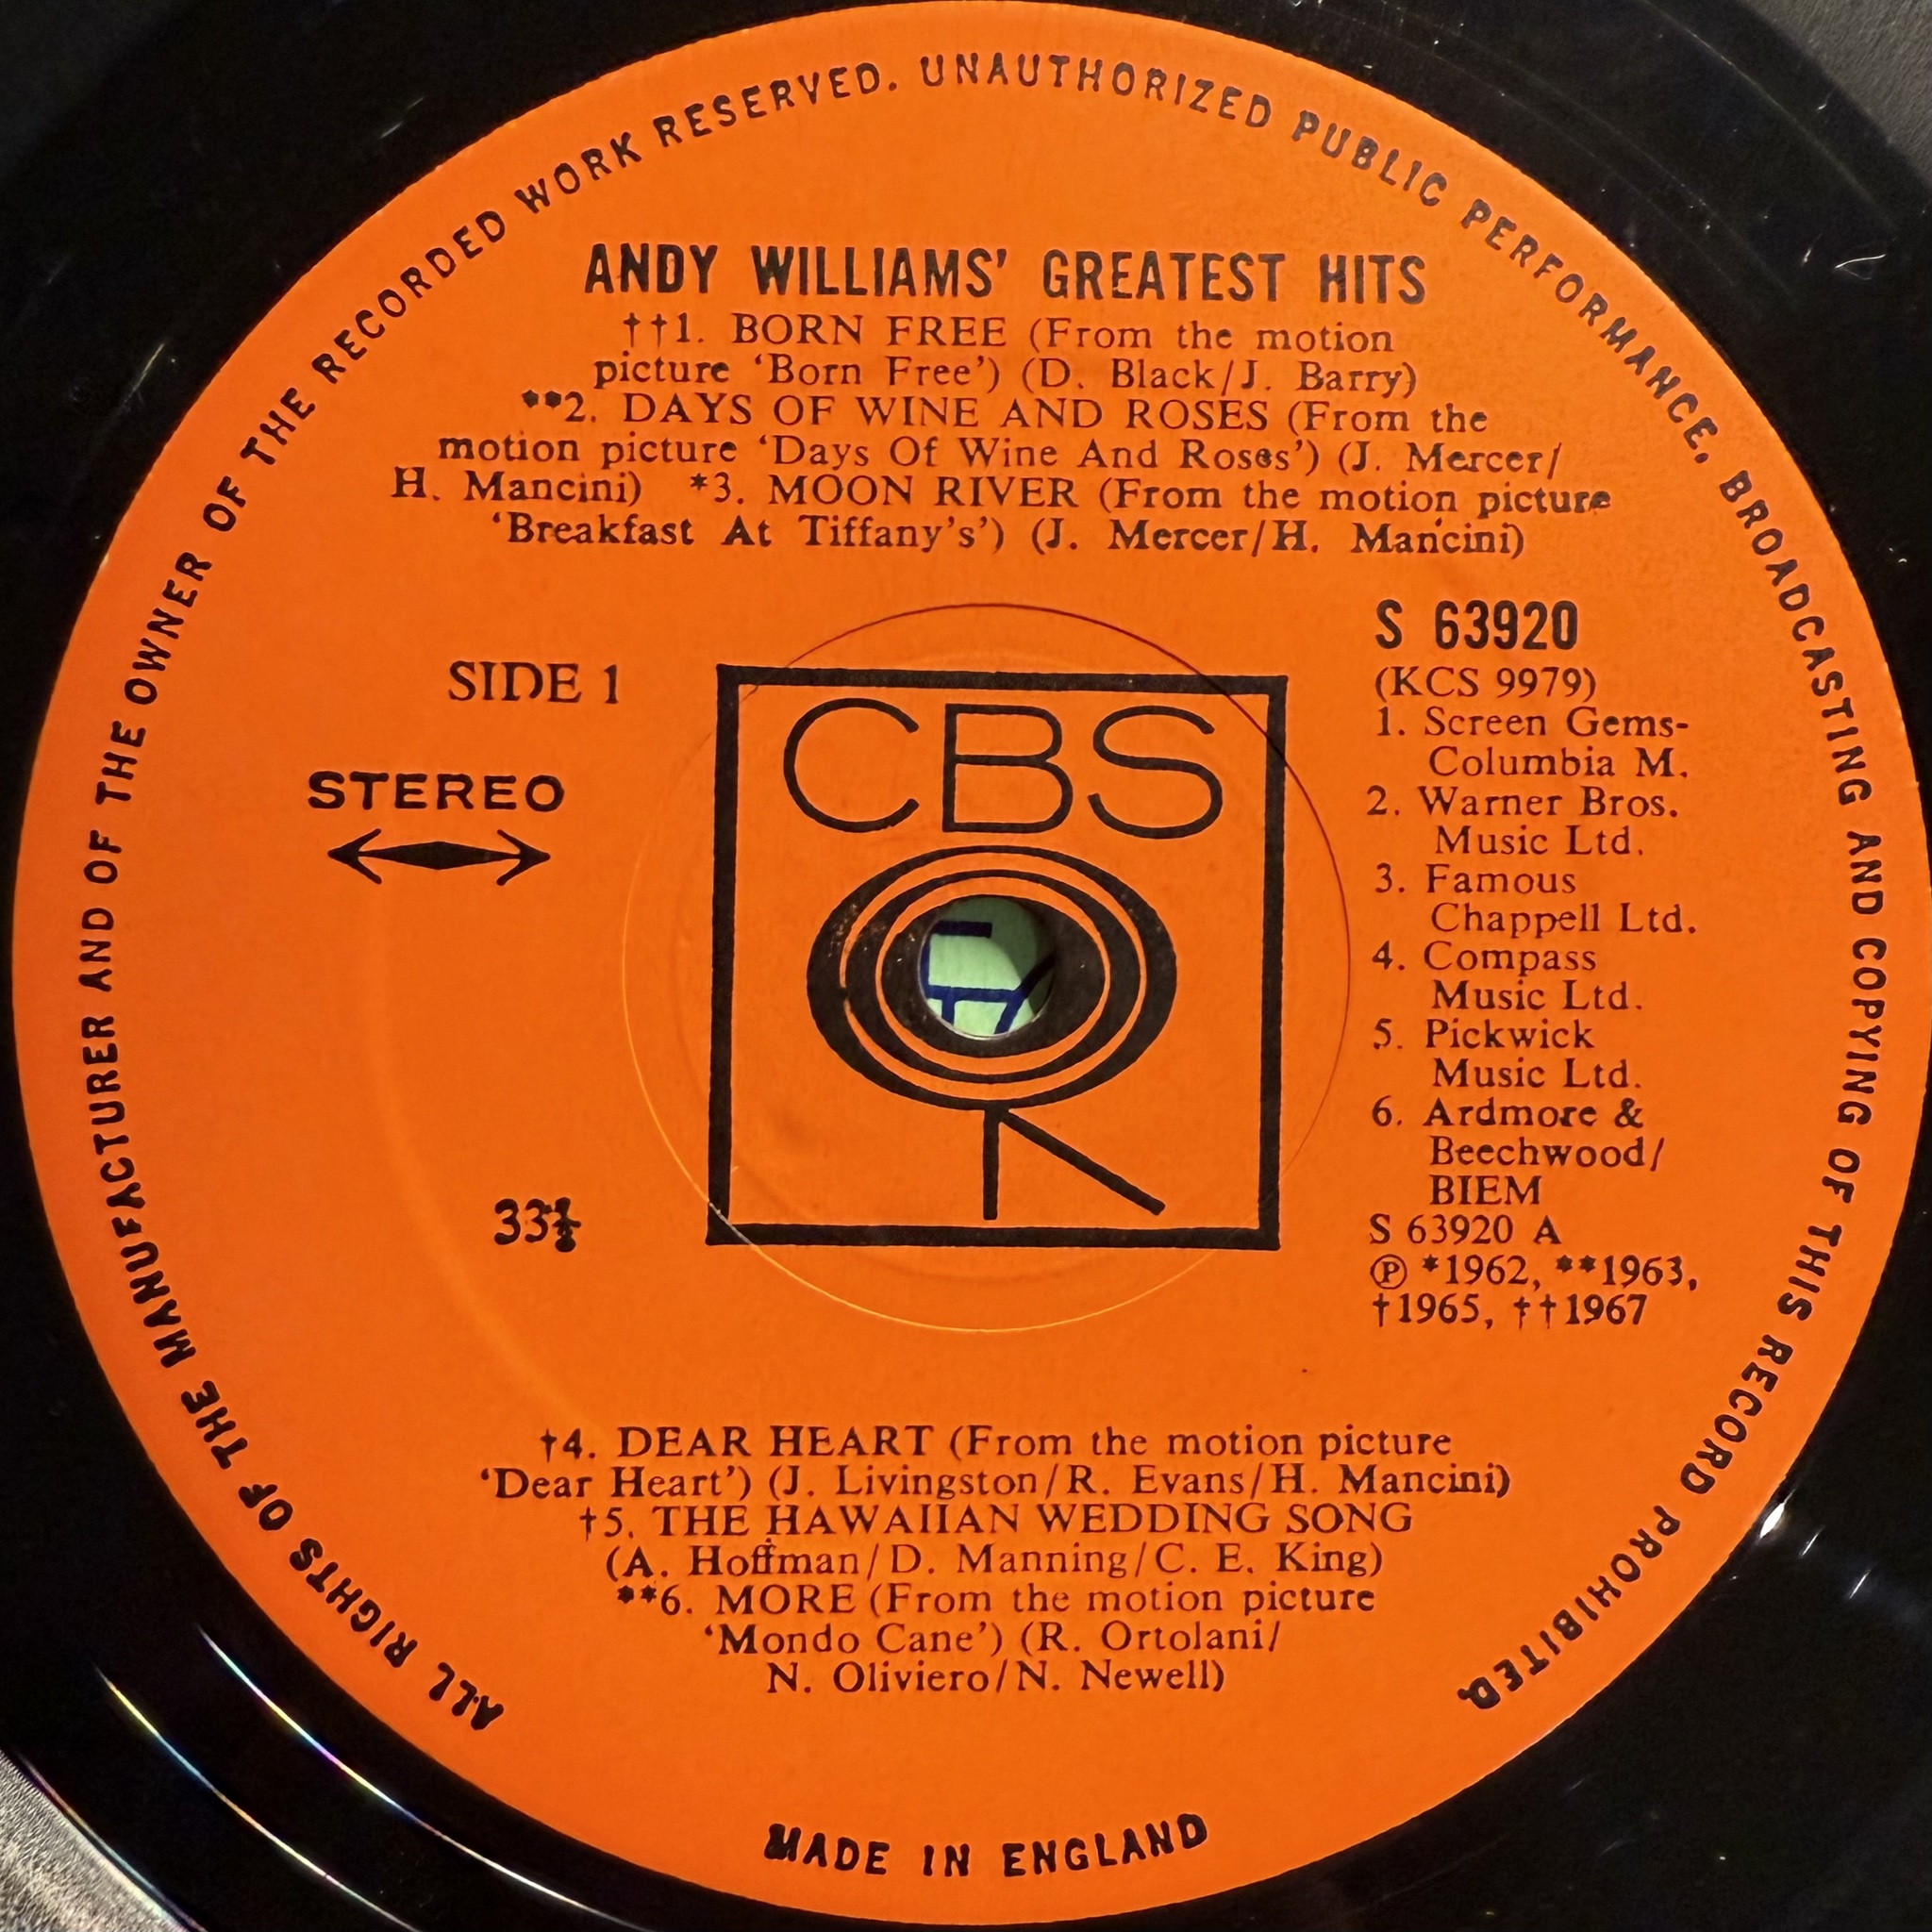 ALL RIGHTS OF THE MANUFACTURER AND OF THE OWNER OF THE RECORDED WORK RESERVED. UNAUTHORIZED PUBLIC PERFORMANCE, BROADCASTING AND COPYING OF THIS RECORD PROHIBITED
ANDY WILLIAMS' GREATEST HITS
††1. BORN FREE (From the motion
picture ‘Born Free’) (D. Black/J. Barry)
**2. DAYS OF WINE AND ROSES (From the
motion picture ‘Days Of Wine And Roses’) (J. Mercer/
H. Mancini) *3. MOON RIVER (From the motion picture
‘Breakfast At Tiffany's’) (J. Mercer/H. Mancini)
SIDE 1
STEREO
33⅓
CBS
S 63920
(KCS 9979)
1. Screen Gems-
Columbia M.
2. Warner Bros.
Music Ltd.
3. Famous
Chappell Ltd.
4. Compass
Music Ltd.
5. Pickwick
Music Ltd.
6. Ardmore &
Beechwood/
BIEM
S 63920 A
℗ *1962, **1963,
†1965, ††1967
†4. DEAR HEART (From the motion picture
‘Dear Heart’) (J. Livingston/R. Evans/H. Mancini)
†5. THE HAWAIIAN WEDDING SONG
(A. Hoffman/D. Manning/C. E. King)
**6. MORE (From the motion picture
‘Mondo Cane’) (R. Ortolani/
N. Oliviero/N. Newell)
MADE IN ENGLAND